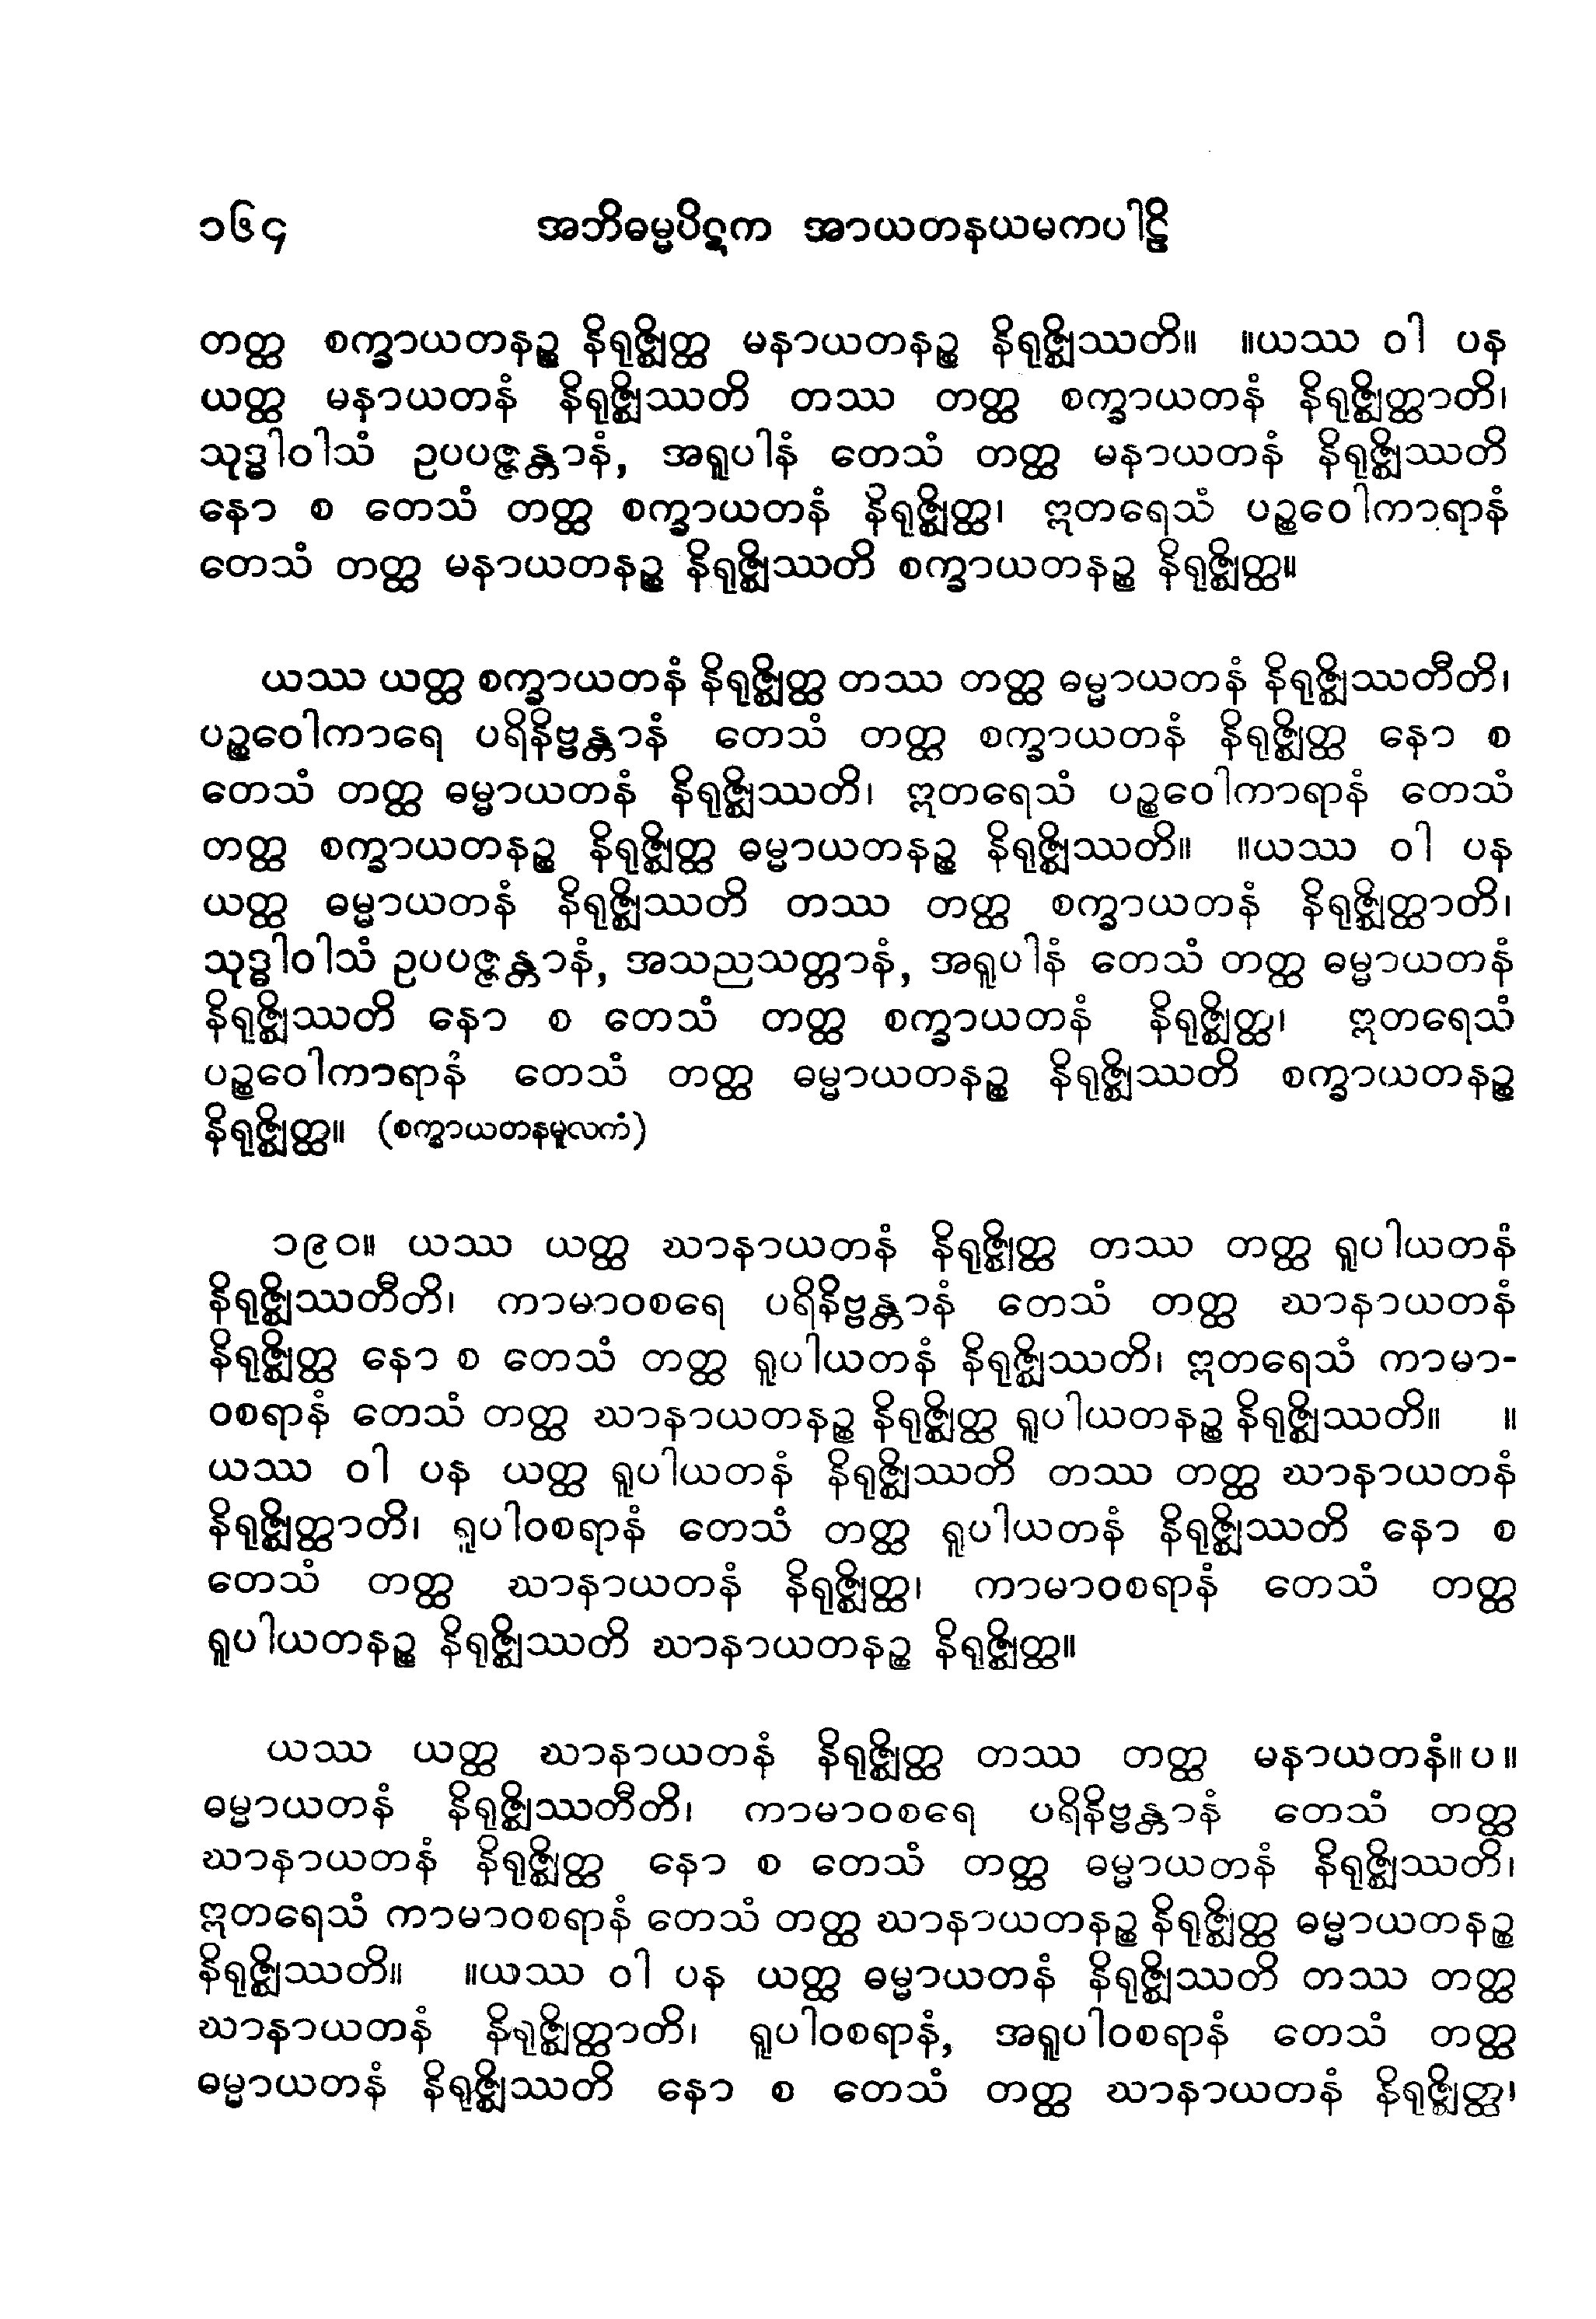 ၁၆၄ အဘိဓမ္မပိဋက အာယတနယမကပါဠိ
တတ္ထ စက္ခာယတနဉ္စ နိရုဇ္ဈိတ္ထ မနာယတနဉ္စ နိရုဇ္ဈိဿတိ။ ။ယဿ ဝါ ပန
ယတ္ထ မနာယတနံ နိရုဇ္ဈိဿတိ တဿ တတ္ထ စက္ခာယတနံ နိရုဇ္ဈိတ္ထာတိ၊
သုဒ္ဓါဝါသံ ဥပပဇ္ဇန္တာနံ, အရူပါနံ တေသံ တတ္ထ မနာယတနံ နိရုဇ္ဈိဿတိ
နော စ တေသံ တတ္ထ စက္ခာယတနံ နိရုဇ္ဈိတ္ထ၊ ဣတရေသံ ပဉ္စဝေါကာရာနံ
တေသံ တတ္ထ မနာယတနဉ္စ နိရုဇ္ဈိဿတိ စက္ခာယတနဉ္စ နိရုဇ္ဈိတ္ထ။
ယဿ ယတ္ထ စက္ခာယတနံ နိရုဇ္ဈိတ္ထ တဿ တတ္ထ ဓမ္မာယတနံ နိရုဇ္ဈိဿတီတိ၊
ပဉ္စဝေါကာရေ ပရိနိဗ္ဗန္တာနံ တေသံ တတ္ထ စက္ခာယတနံ နိရုဇ္ဈိတ္ထ နော စ
တေသံ တတ္ထ ဓမ္မာယတနံ နိရုဇ္ဈိဿတိ၊ ဣတရေသံ ပဉ္စဝေါကာရာနံ တေသံ
တတ္ထ စက္ခာယတနဉ္စ နိရုဇ္ဈိတ္ထ ဓမ္မာယတနဉ္စ နိရုဇ္ဈိဿတိ။ ။ယဿ ဝါ ပန
ယတ္ထ ဓမ္မာယတနံ နိရုဇ္ဈိဿတိ တဿ တတ္ထ စက္ခာယတနံ နိရုဇ္ဈိတ္ထာတိ၊
သုဒ္ဓါဝါသံ ဥပပဇ္ဇန္တာနံ, အသညသတ္တာနံ, အရူပါနံ တေသံ တတ္ထ ဓမ္မာယတနံ
နိရုဇ္ဈိဿတိ နော စ တေသံ တတ္ထ စက္ခာယတနံ နိရုဇ္ဈိတ္ထ၊ ဣတရေသံ
ပဉ္စဝေါကာရာနံ တေသံ တတ္ထ ဓမ္မာယတနဉ္စ နိရုဇ္ဈိဿတိ စက္ခာယတနဉ္စ
နိရုဇ္ဈိတ္ထ။ (စက္ခာယတနမူလကံ)
၁၉၀။ ယဿ ယတ္ထ ဃာနာယတနံ နိရုဇ္ဈိတ္ထ တဿ တတ္ထ ရူပါယတနံ
နိရုဇ္ဈိဿတီတိ၊ ကာမာဝစရေ ပရိနိဗ္ဗန္တာနံ တေသံ တတ္ထ ဃာနာယတနံ
နိရုဇ္ဈိတ္ထ နော စ တေသံ တတ္ထ ရူပါယတနံ နိရုဇ္ဈိဿတိ၊ ဣတရေသံ ကာမာ-
ဝစရာနံ တေသံ တတ္ထ ဃာနာယတနဉ္စ နိရုဇ္ဈိတ္ထ ရူပါယတနဉ္စ နိရုဇ္ဈိဿတိ။ ။
ယဿ ဝါ ပန ယတ္ထ ရူပါယတနံ နိရုဇ္ဈိဿတိ တဿ တတ္ထ ဃာနာယတနံ
နိရုဇ္ဈိတ္ထာတိ၊ ရူပါဝစရာနံ တေသံ တတ္ထ ရူပါယတနံ နိရုဇ္ဈိဿတိ နော စ
တေသံ တတ္ထ ဃာနာယတနံ နိရုဇ္ဈိတ္ထ၊ ကာမာဝစရာနံ တေသံ တတ္ထ
ရူပါယတနဉ္စ နိရုဇ္ဈိဿတိ ဃာနာယတနဉ္စ နိရုဇ္ဈိတ္ထ။
ယဿ ယတ္ထ ဃာနာယတနံ နိရုဇ္ဈိတ္ထ တဿ တတ္ထ မနာယတနံ။ပ။
ဓမ္မာယတနံ နိရုဇ္ဈိဿတီတိ၊ ကာမာဝစရေ ပရိနိဗ္ဗန္တာနံ တေသံ တတ္ထ
ဃာနာယတနံ နိရုဇ္ဈိတ္ထ နော စ တေသံ တတ္ထ ဓမ္မာယတနံ နိရုဇ္ဈိဿတိ၊
ဣတရေသံ ကာမာဝစရာနံ တေသံ တတ္ထ ဃာနာယတနဉ္စ နိရုဇ္ဈိတ္ထ ဓမ္မာယတနဉ္စ
နိရုဇ္ဈိဿတိ။ ။ယဿ ဝါ ပန ယတ္ထ ဓမ္မာယတနံ နိရုဇ္ဈိဿတိ တဿ တတ္ထ
ဃာနာယတနံ နိရုဇ္ဈိတ္ထာတိ၊ ရူပါဝစရာနံ, အရူပါဝစရာနံ တေသံ တတ္ထ
ဓမ္မာယတနံ နိရုဇ္ဈိဿတိ နော စ တေသံ တတ္ထ ဃာနာယတနံ နိရုဇ္ဈိတ္ထ၊